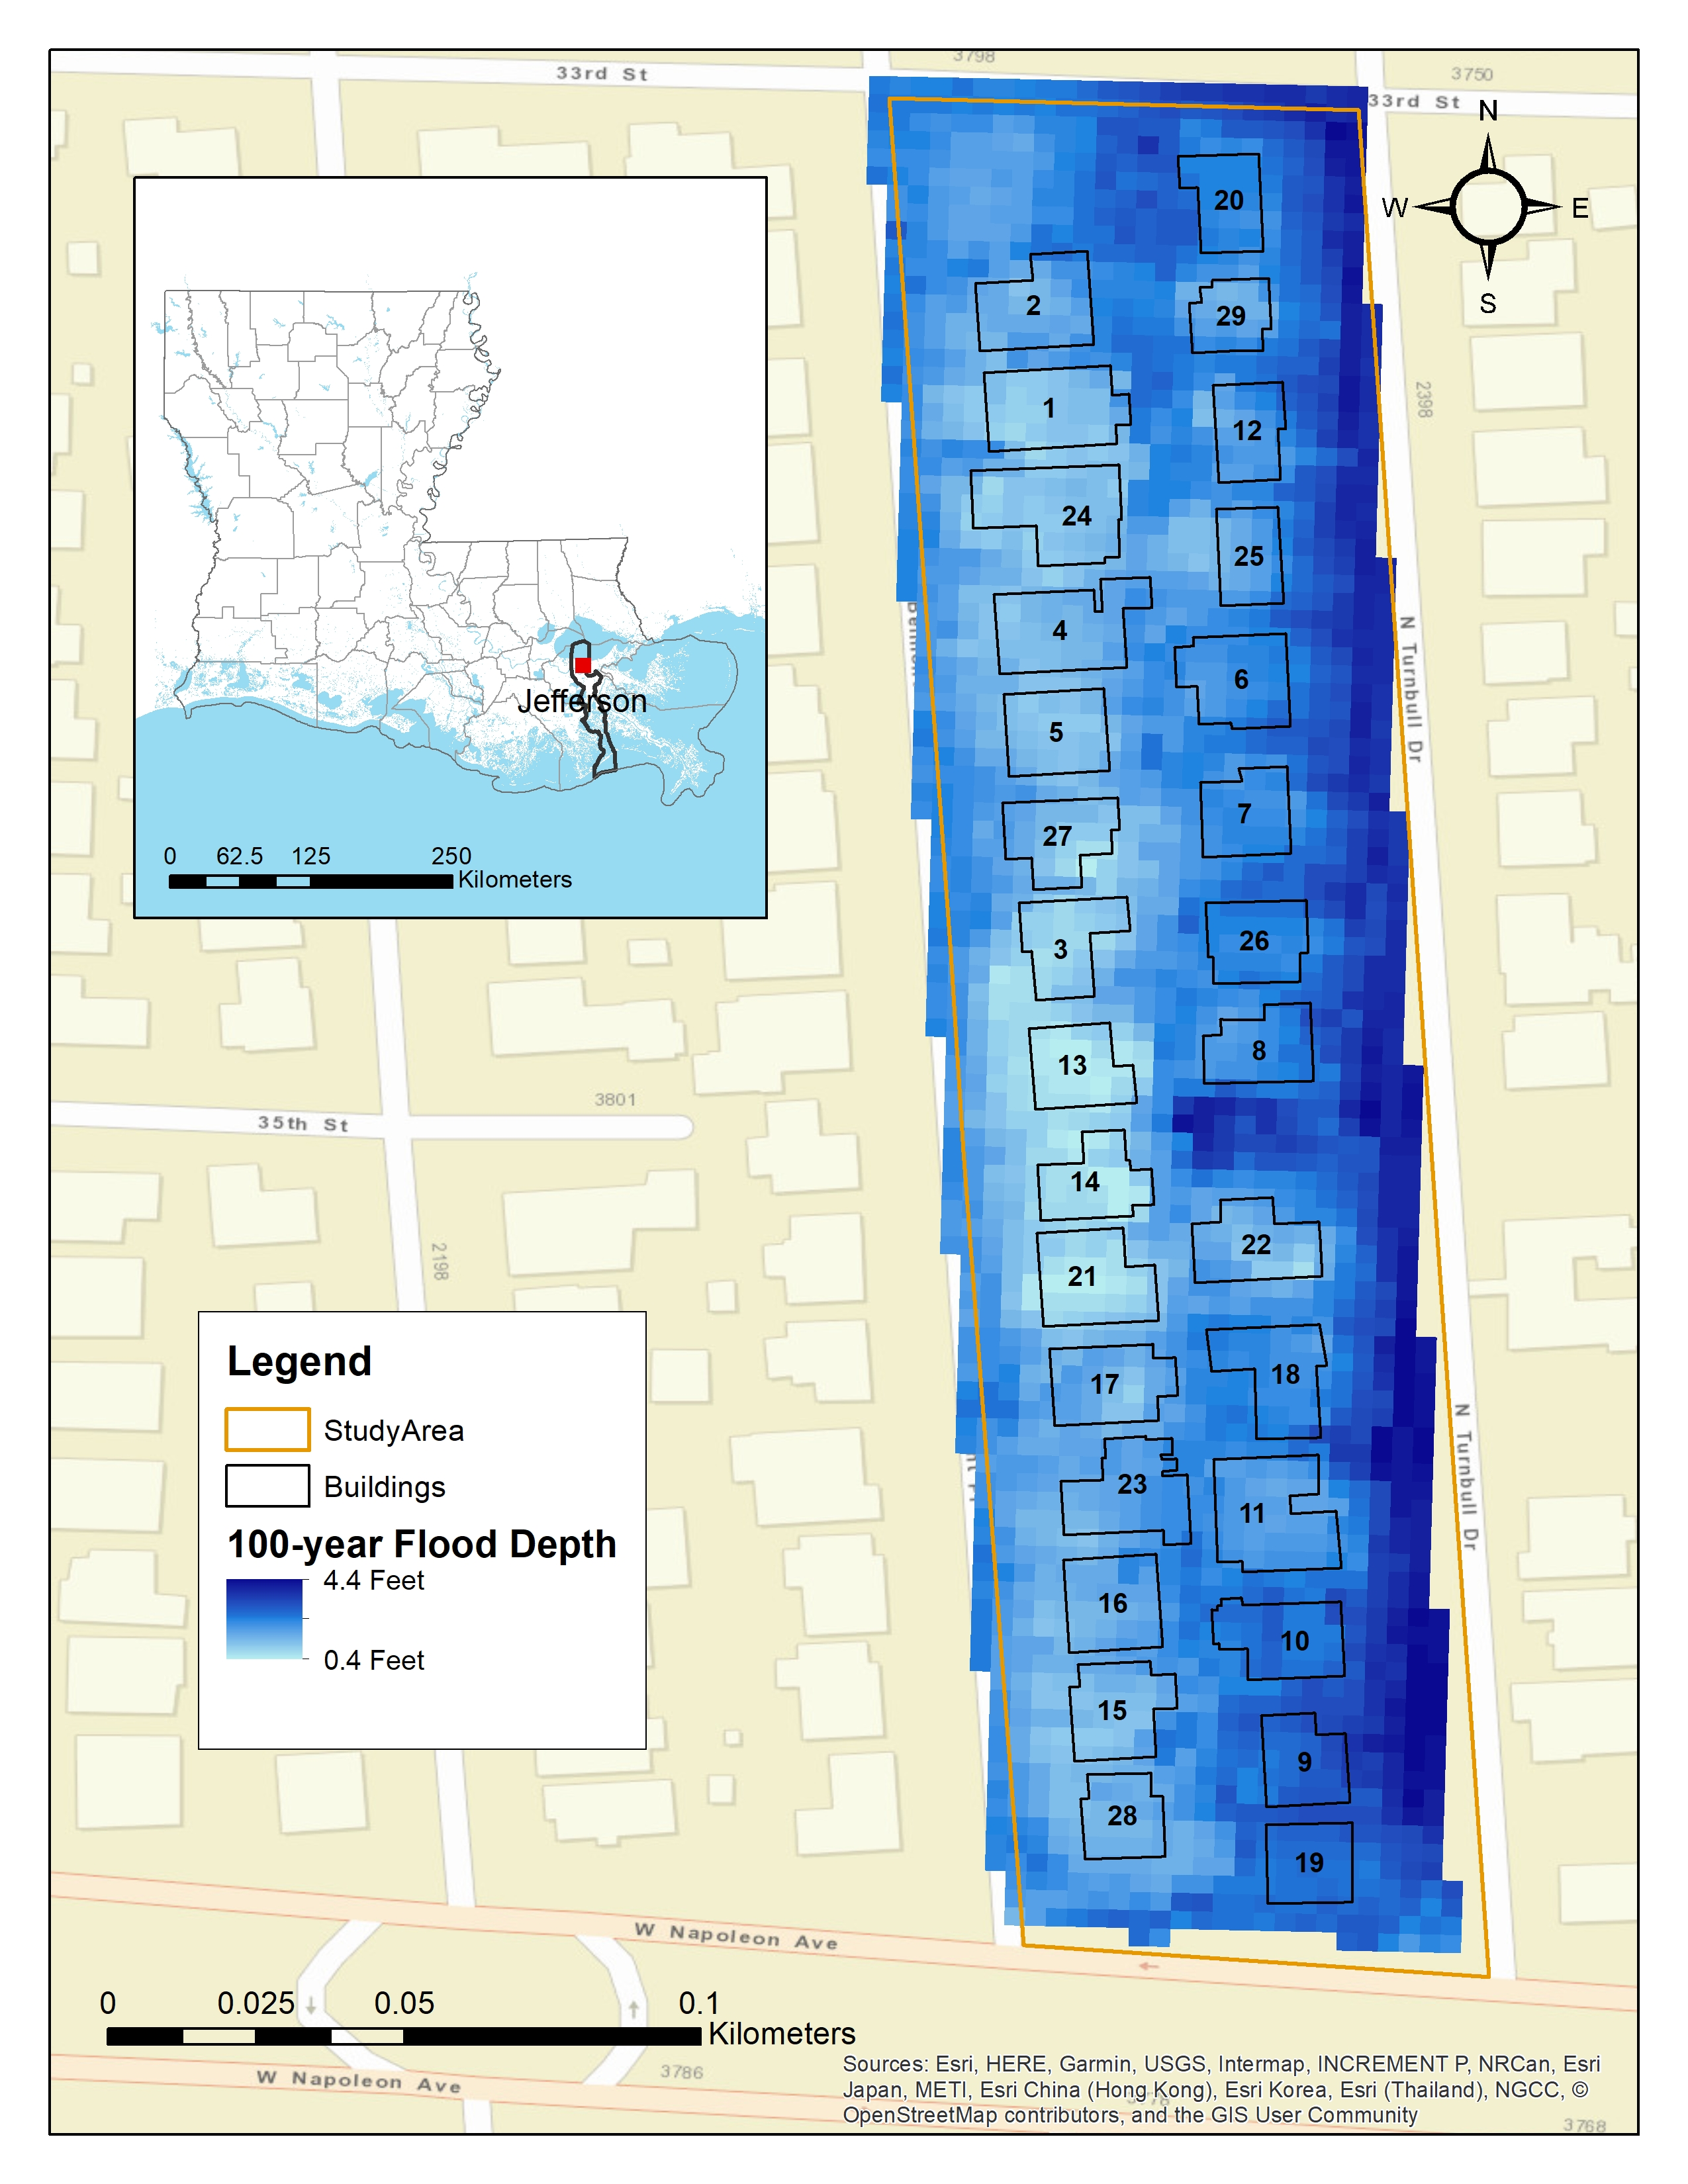 3798
33rd St
3750
33rd St
N
W
E
S
20
2
29
2398
1
12
24
25
N Turnbull Dr
4
6
Jefferson
5
7
27
0
62.5
125
250
Kilometers
26
3
8
13
3801
35th St
14
22
2198
21
Legend
18
17
StudyArea
N Turnbull Dr
23
Buildings
11
100-year Flood Depth
4.4 Feet
16
10
0.4 Feet
15
9
28
19
W Napoleon Ave
0
0.025
0.05
0.1
Kilometers
W Napoleon Ave
3786
Sources: Esri, HERE, Garmin, USGS, Intermap, INCREMENT P, NRCan, Esri
Japan, METI, Esri China (Hong Kong), Esri Korea, Esri (Thailand), NGCC, ©
OpenStreetMap contributors, and the GIS User Community
3768